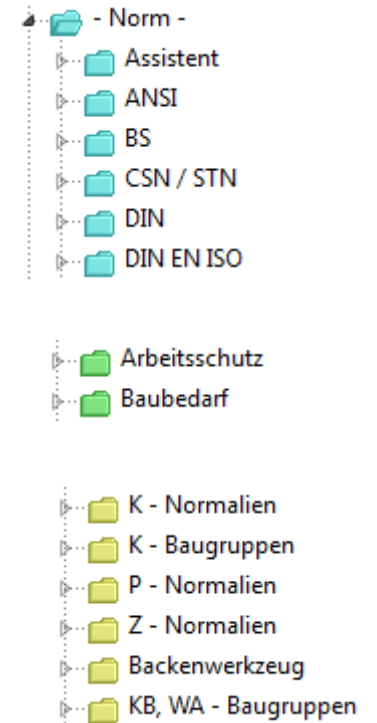 - Norm -
Assistent
ANSI
BS
CSN / STN
DIN
DIN EN ISO
Arbeitsschutz
Baubedarf
K - Normalien
K - Baugruppen
P - Normalien
Z - Normalien
Backenwerkzeug
KB, WA - Baugruppen